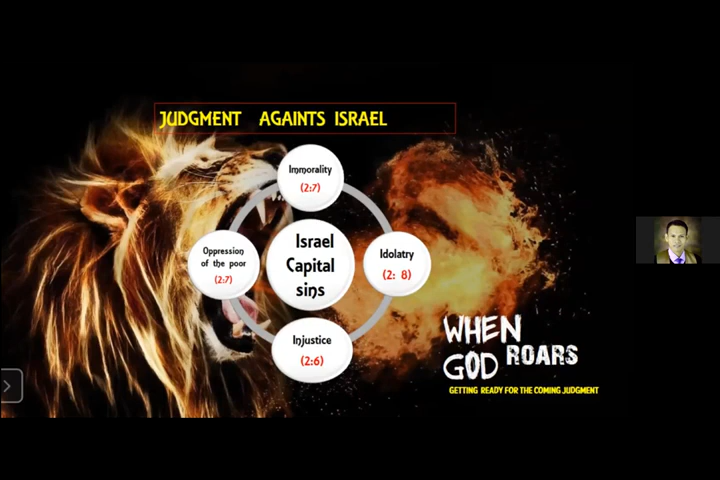 JUDGMENT AGAINTS ISRAEL
Immorality
(2:7)
Oppression
of the poor
(2:7)
Israel
Capital
sins
Idolatry
(2: 8)
Injustice
(2:6)
WHEN
GOD ROARS
GETTING READY FOR THE COMING JUDGMENT